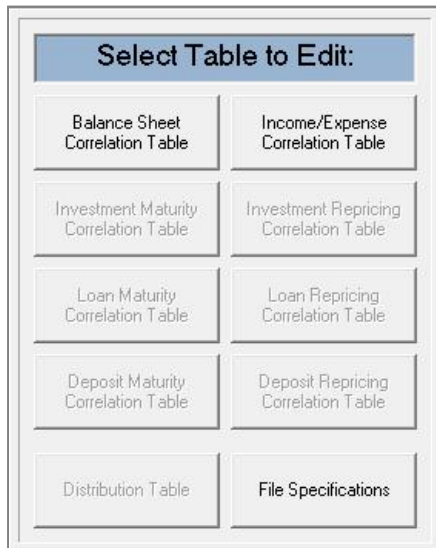 Select Table to Edit:
Balance Sheet
Correlation Table
Income/Expense
Correlation Table
Investment Maturity
Correlation Table
Investment Repricing
Correlation Table
Loan Maturity
Correlation Table
Loan Repricing
Correlation Table
Deposit Maturity
Correlation Table
Deposit Repricing
Correlation Table
Distribution Table
File Specifications